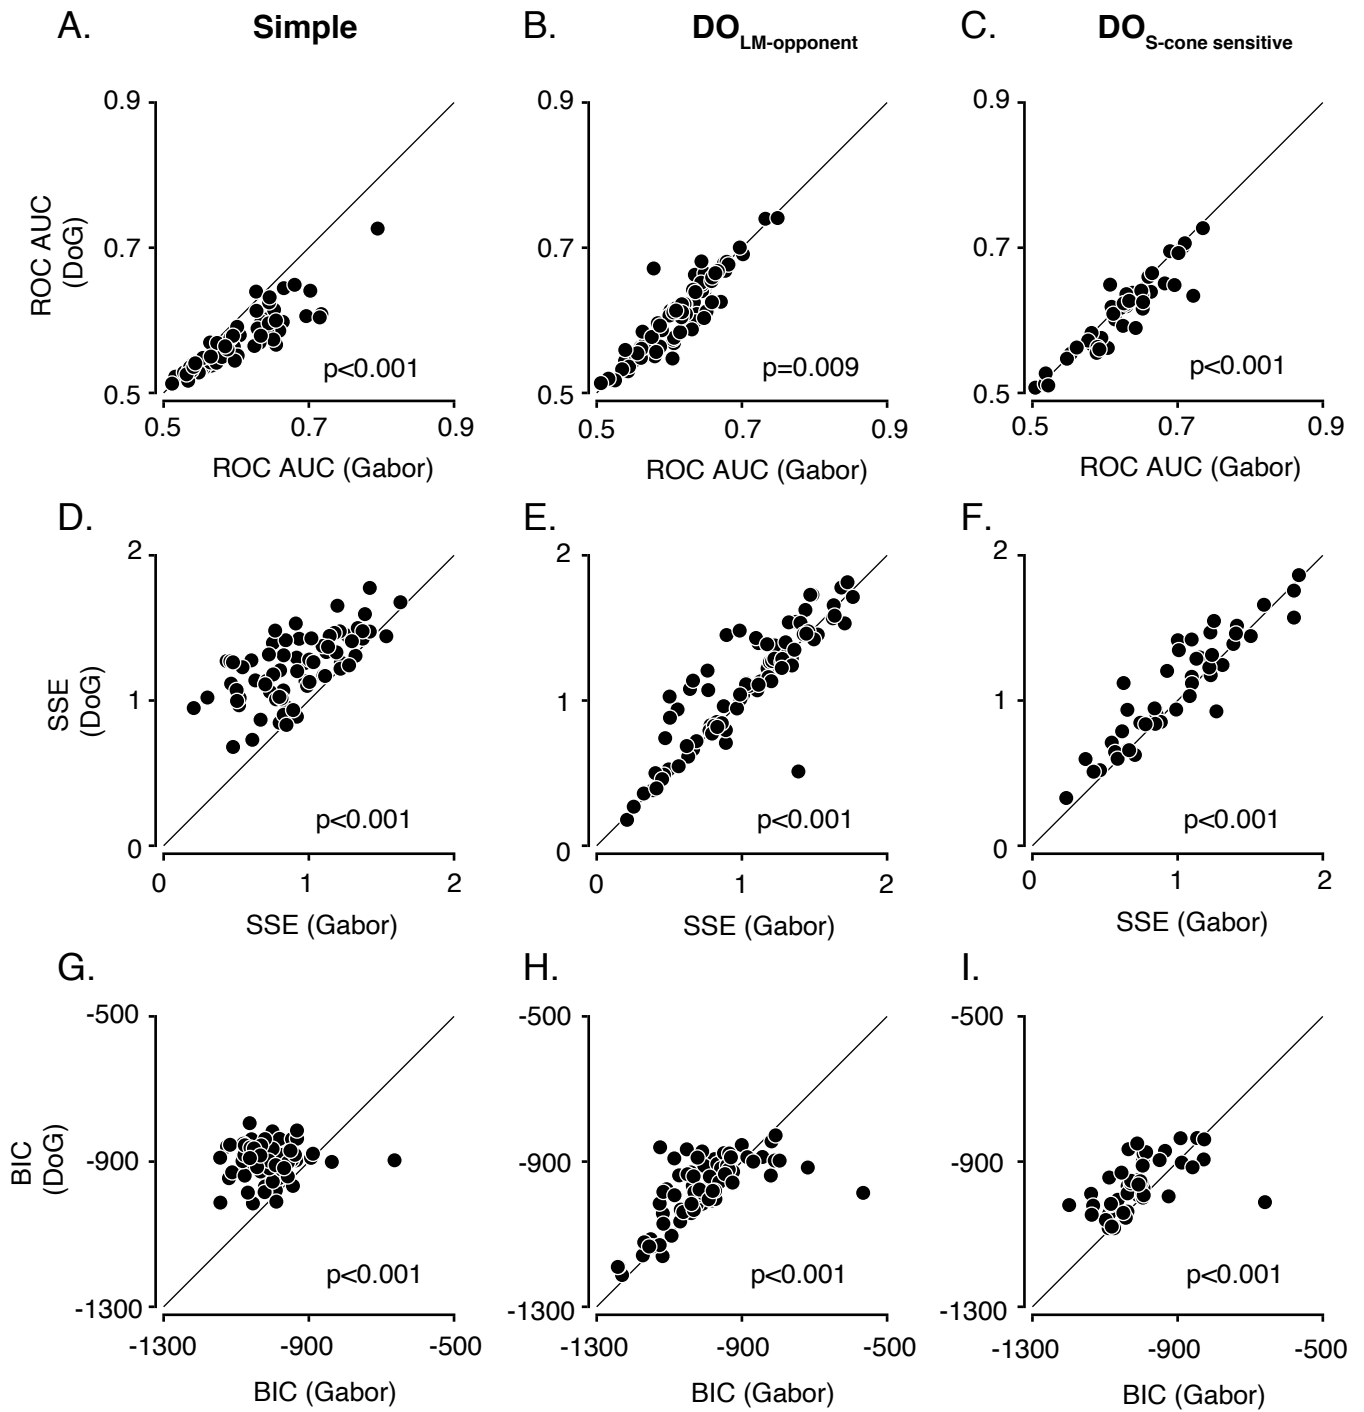 A.
Simple
B.
DO LM-opponent
C.
DO S-cone sensitive
0.9
0.7
0.5
ROC AUC
(DoG)
p<0.001
0.5
0.7
0.9
ROC AUC (Gabor)
0.9
0.7
0.5
p=0.009
0.5
0.7
0.9
ROC AUC (Gabor)
0.9
0.7
0.5
p<0.001
0.5
0.7
0.9
ROC AUC (Gabor)
D.
E.
F.
2
1
0
SSE
(DoG)
p<0.001
0
1
2
SSE (Gabor)
2
1
0
p<0.001
0
1
2
SSE (Gabor)
2
1
0
p<0.001
0
1
2
SSE (Gabor)
G.
H.
I.
-500
-900
-1300
BIC
(DoG)
p<0.001
-1300
-900
-500
BIC (Gabor)
-500
-900
-1300
p<0.001
-1300
-900
-500
BIC (Gabor)
-500
-900
-1300
p<0.001
-1300
-900
-500
BIC (Gabor)